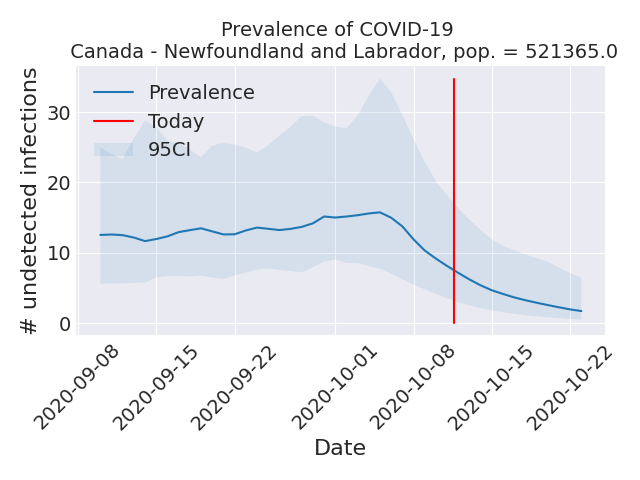 Prevalence of COVID-19
Canada - Newfoundland and Labrador, pop. = 521365.0
Prevalence
Today
95CI
# undetected infections
30
20
10
0
2020-09-08
2020-09-15
2020-09-22
2020-10-01
2020-10-08
2020-10-15
2020-10-22
Date